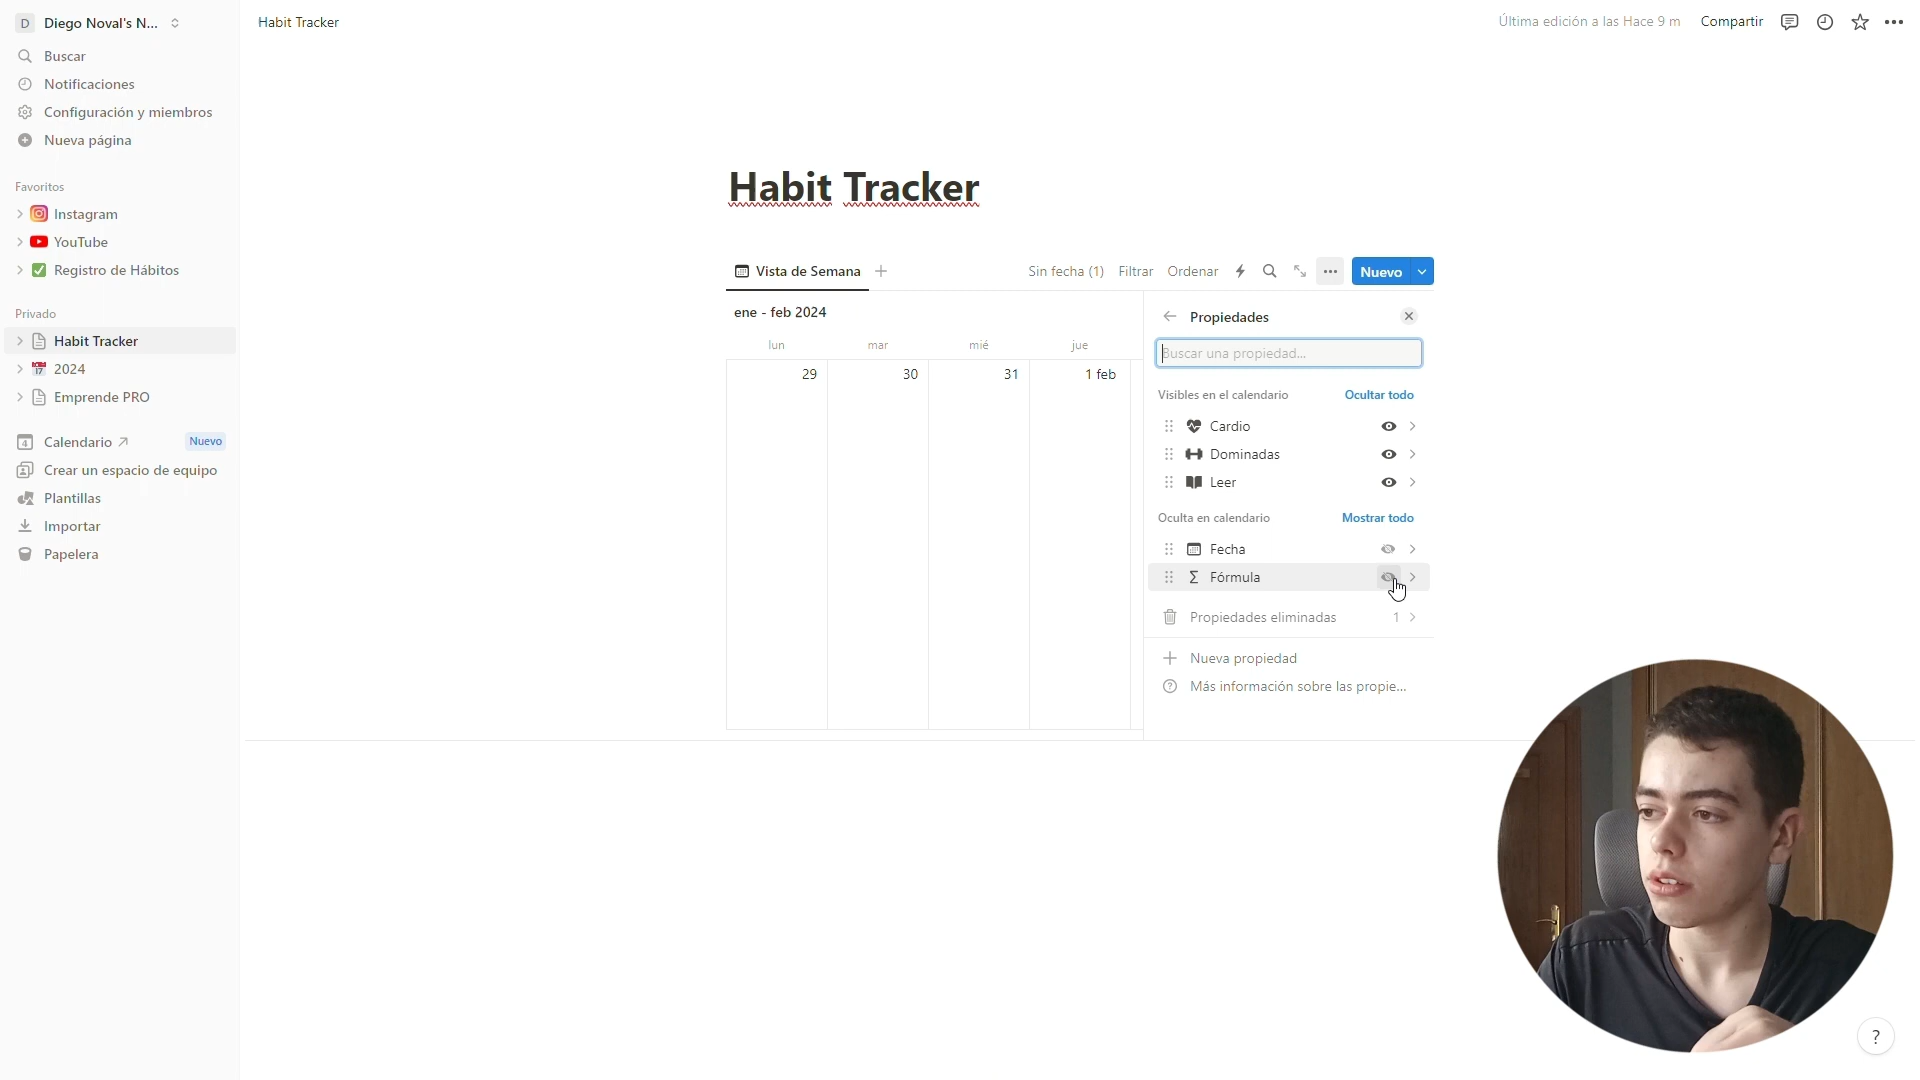 D Diego Noval's N...
Habit Tracker
Última edición a las Hace 9 m
Compartir
Buscar
Notificaciones
Configuración y miembros
Nueva página
Favoritos
Instagram
YouTube
Registro de Hábitos
Privado
Habit Tracker
17
2024
Emprende PRO
4
Calendario
Nuevo
Crear un espacio de equipo
Plantillas
Importar
Papelera
Habit Tracker
Vista de Semana
Sin fecha (1)
Filtrar
Ordenar
Nuevo
ene - feb 2024
lun mar mié jue
29 30 31 1 feb
Propiedades
Buscar una propiedad...
Visibles en el calendario
Ocultar todo
Cardio
Dominadas
Leer
Oculta en calendario
Mostrar todo
Fecha
Σ Fórmula
Propiedades eliminadas 1
Nueva propiedad
Más información sobre las propie...
?